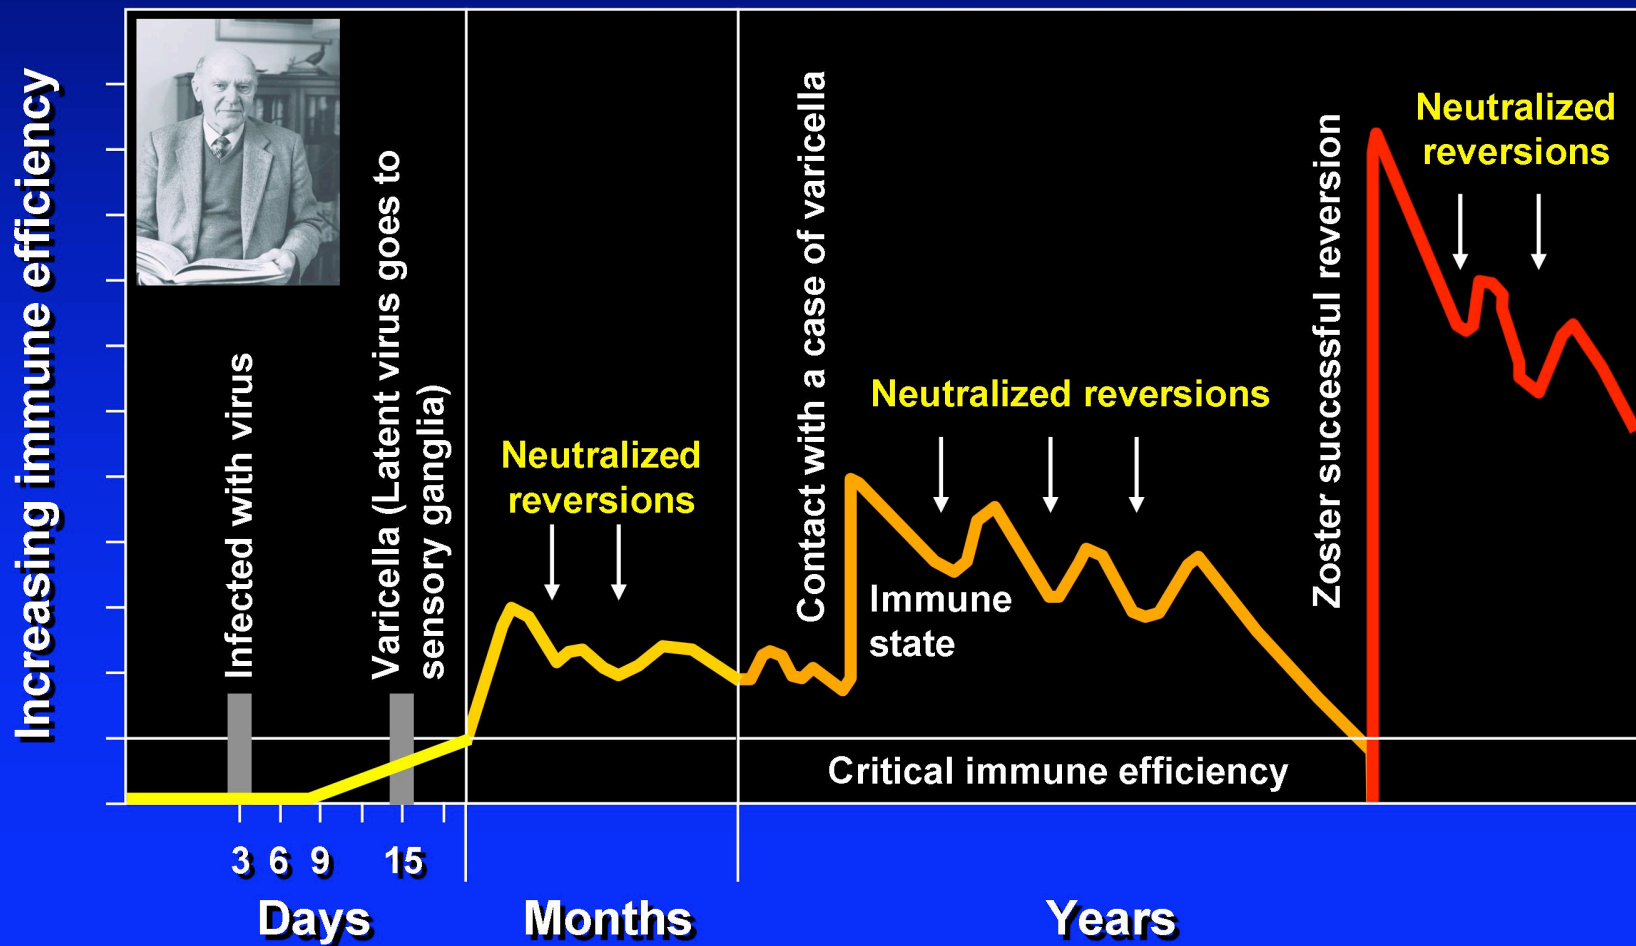 Increasing immune efficiency
Infected with virus
Varicella (Latent virus goes to
sensory ganglia)
Neutralized
reversions
Contact with a case of varicella
Neutralized reversions
Immune
state
Zoster successful reversion
Neutralized
reversions
Critical immune efficiency
3 6 9 15
Days Months Years